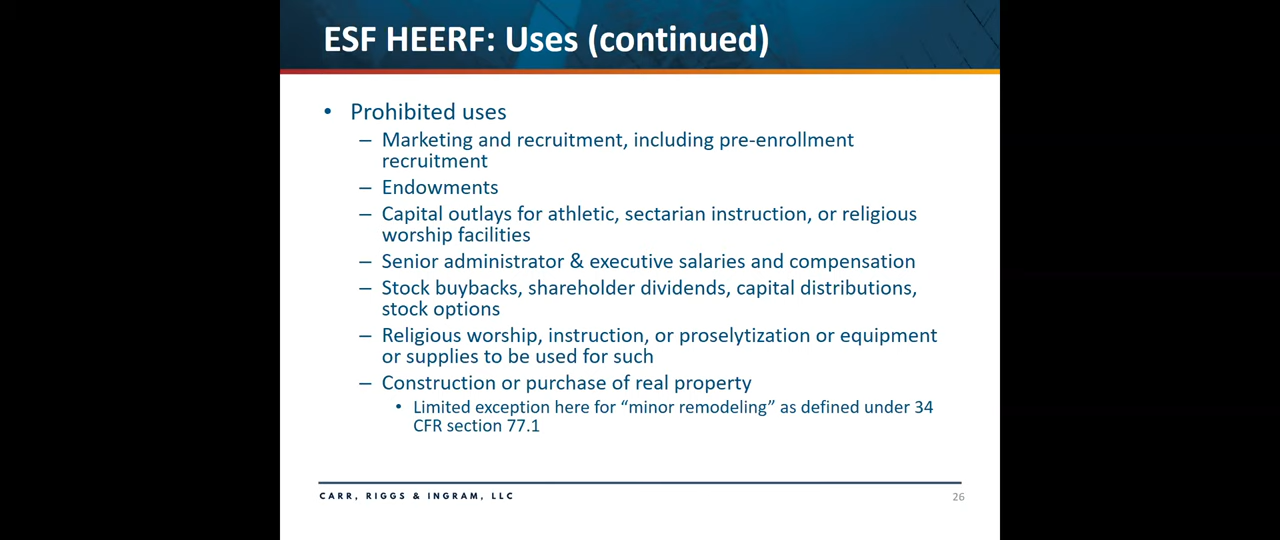 ESF HEERF: Uses (continued)
• Prohibited uses
– Marketing and recruitment, including pre-enrollment
recruitment
– Endowments
– Capital outlays for athletic, sectarian instruction, or religious
worship facilities
– Senior administrator & executive salaries and compensation
– Stock buybacks, shareholder dividends, capital distributions,
stock options
– Religious worship, instruction, or proselytization or equipment
or supplies to be used for such
– Construction or purchase of real property
• Limited exception here for “minor remodeling” as defined under 34
CFR section 77.1
CARR, RIGGS & INGRAM, LLC
26